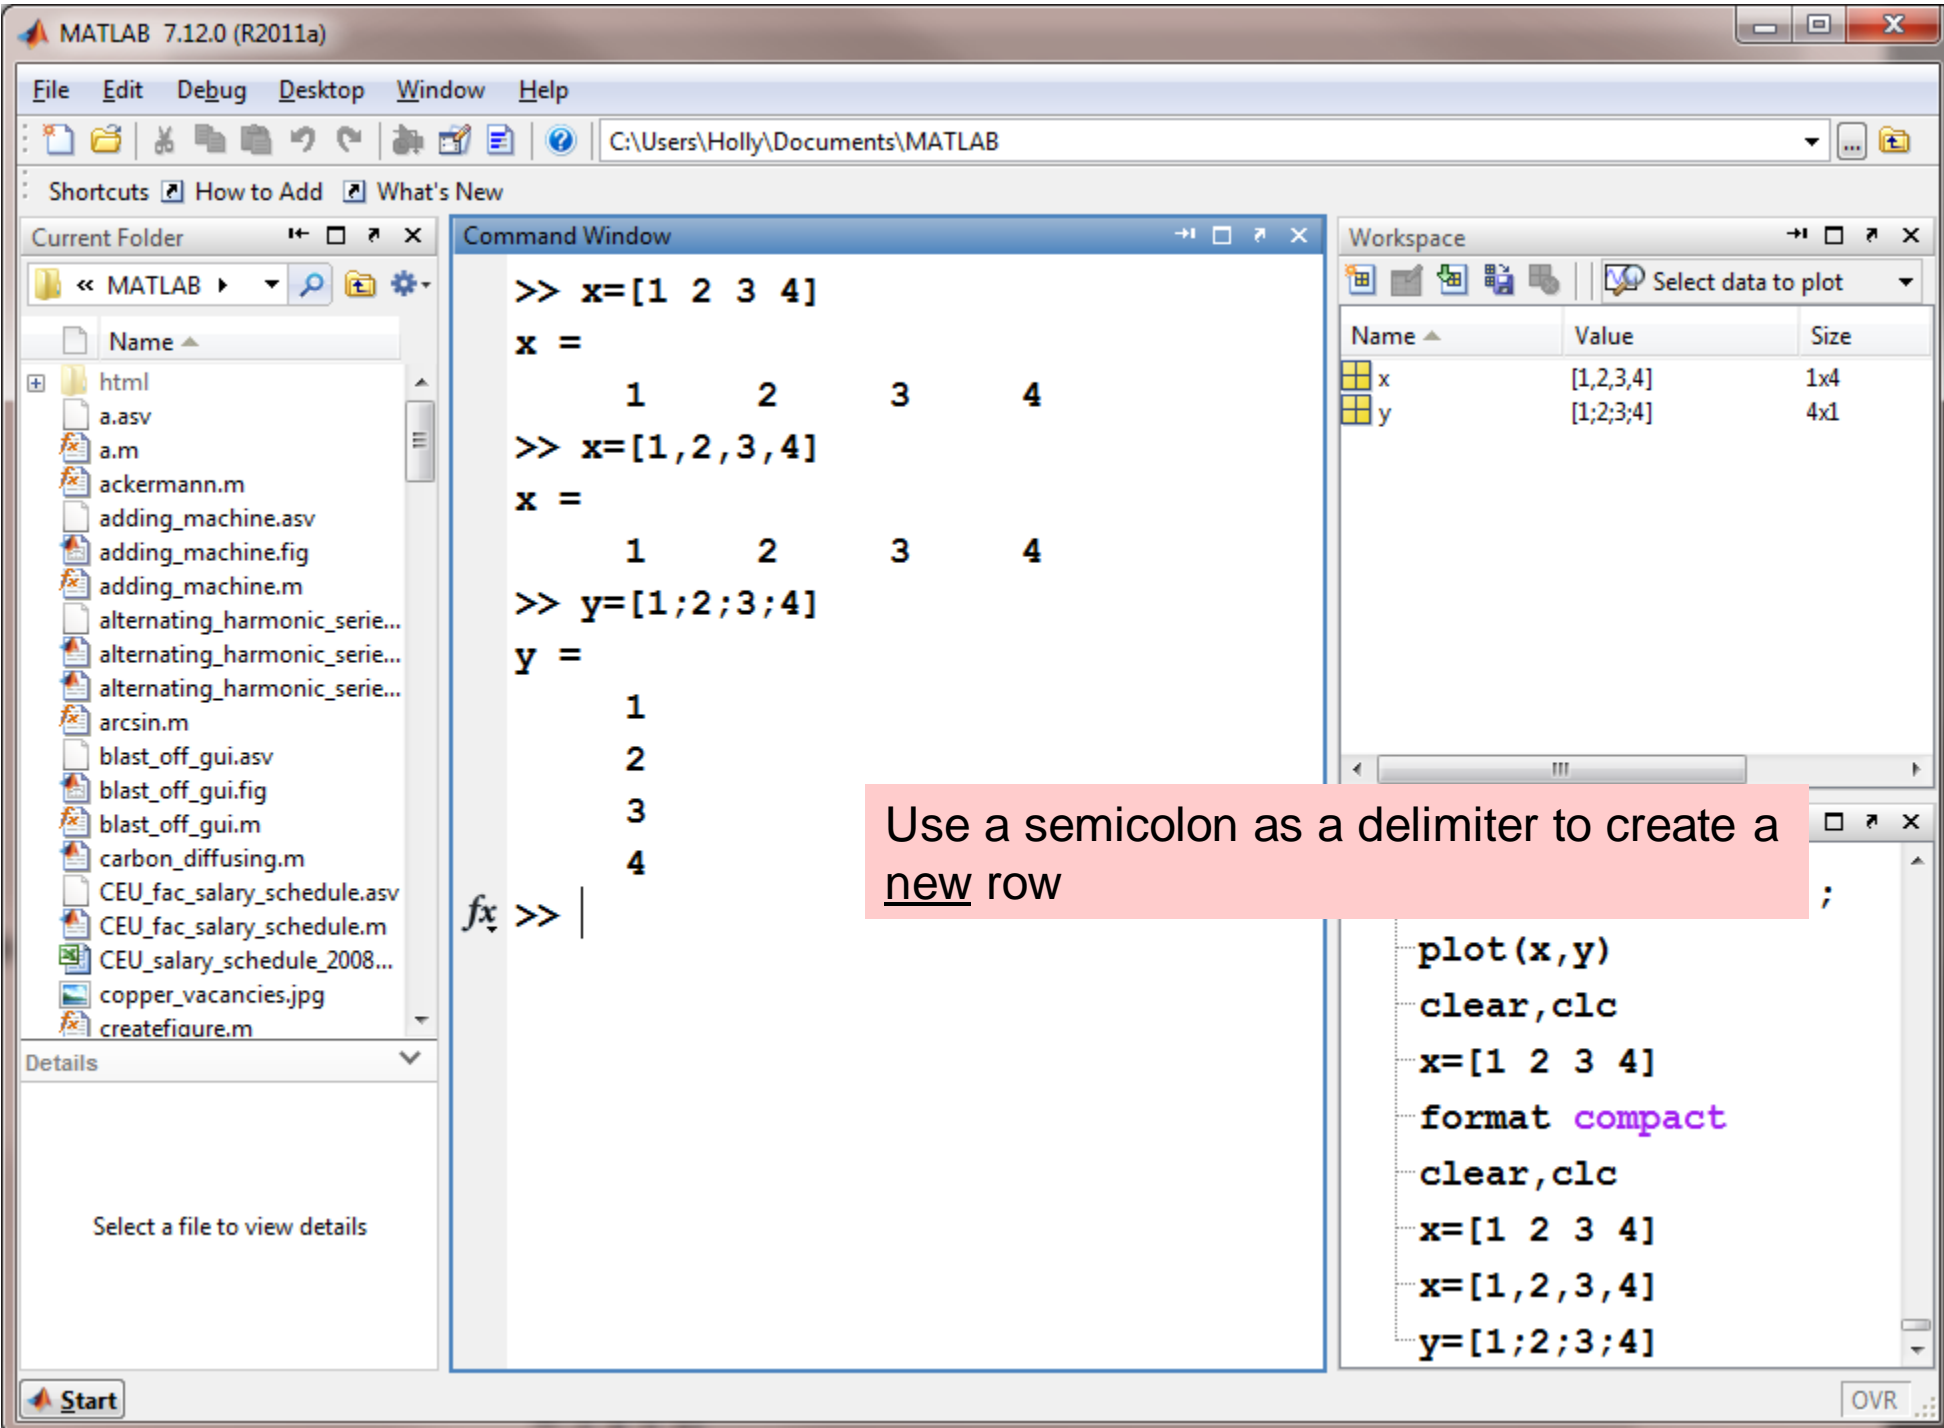 MATLAB 7.12.0 (R2011a)
File Edit Debug Desktop Window Help
C:\Users\Holly\Documents\MATLAB
Shortcuts How to Add What's New
Current Folder
« MATLAB
Name
html
a.asv
a.m
ackermann.m
adding_machine.asv
adding_machine.fig
adding_machine.m
alternating_harmonic_serie...
alternating_harmonic_serie...
alternating_harmonic_serie...
arcsin.m
blast_off_gui.asv
blast_off_gui.fig
blast_off_gui.m
carbon_diffusing.m
CEU_fac_salary_schedule.asv
CEU_fac_salary_schedule.m
CEU_salary_schedule_2008...
copper_vacancies.jpg
createfigure.m
Details
Select a file to view details
Command Window
>> x=[1 2 3 4]
x =
1 2 3 4
>> x=[1,2,3,4]
x =
1 2 3 4
>> y=[1;2;3;4]
y =
1
2
3
4
fx >>
Use a semicolon as a delimiter to create a
new row
Workspace
Select data to plot
Name Value Size
x [1,2,3,4] 1x4
y [1;2;3;4] 4x1
;
plot(x,y)
clear,clc
x=[1 2 3 4]
format compact
clear,clc
x=[1 2 3 4]
x=[1,2,3,4]
y=[1;2;3;4]
Start
OVR